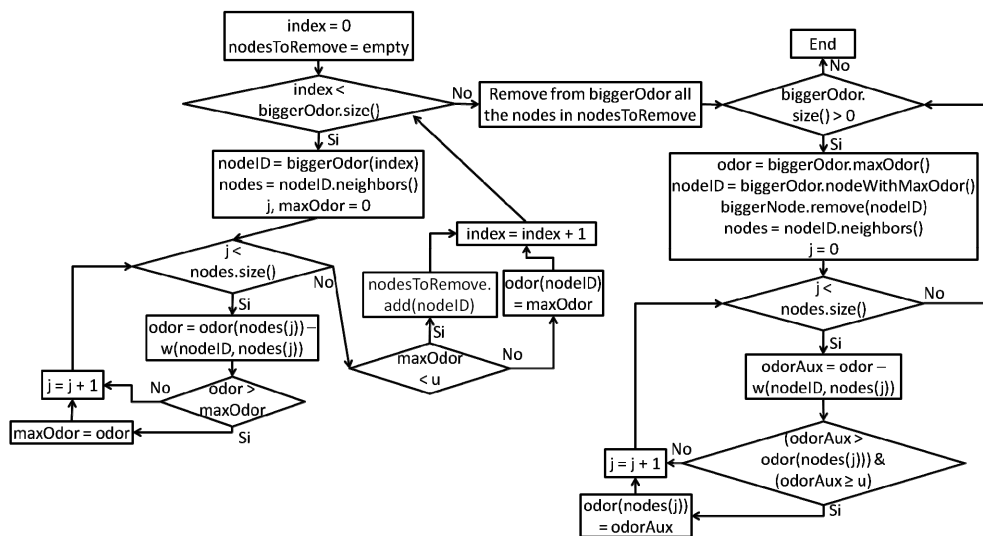 index = 0
nodesToRemove = empty
index <
biggerOdor.size()
No
Si
nodeID = biggerOdor(index)
nodes = nodeID.neighbors()
j, maxOdor = 0
j <
nodes.size()
No
Si
odor = odor(nodes(j)) –
w(nodeID, nodes(j))
odor >
maxOdor
No
Si
j = j + 1
maxOdor = odor
maxOdor
< u
Si
No
nodesToRemove.
add(nodeID)
odor(nodeID)
= maxOdor
index = index + 1
Remove from biggerOdor all
the nodes in nodesToRemove
End
No
biggerOdor.
size() > 0
Si
odor = biggerOdor.maxOdor()
nodeID = biggerOdor.nodeWithMaxOdor()
biggerNode.remove(nodeID)
nodes = nodeID.neighbors()
j = 0
j <
nodes.size()
No
Si
odorAux = odor –
w(nodeID, nodes(j))
(odorAux >
odor(nodes(j))) &
(odorAux ≥ u)
No
Si
j = j + 1
odor(nodes(j))
= odorAux